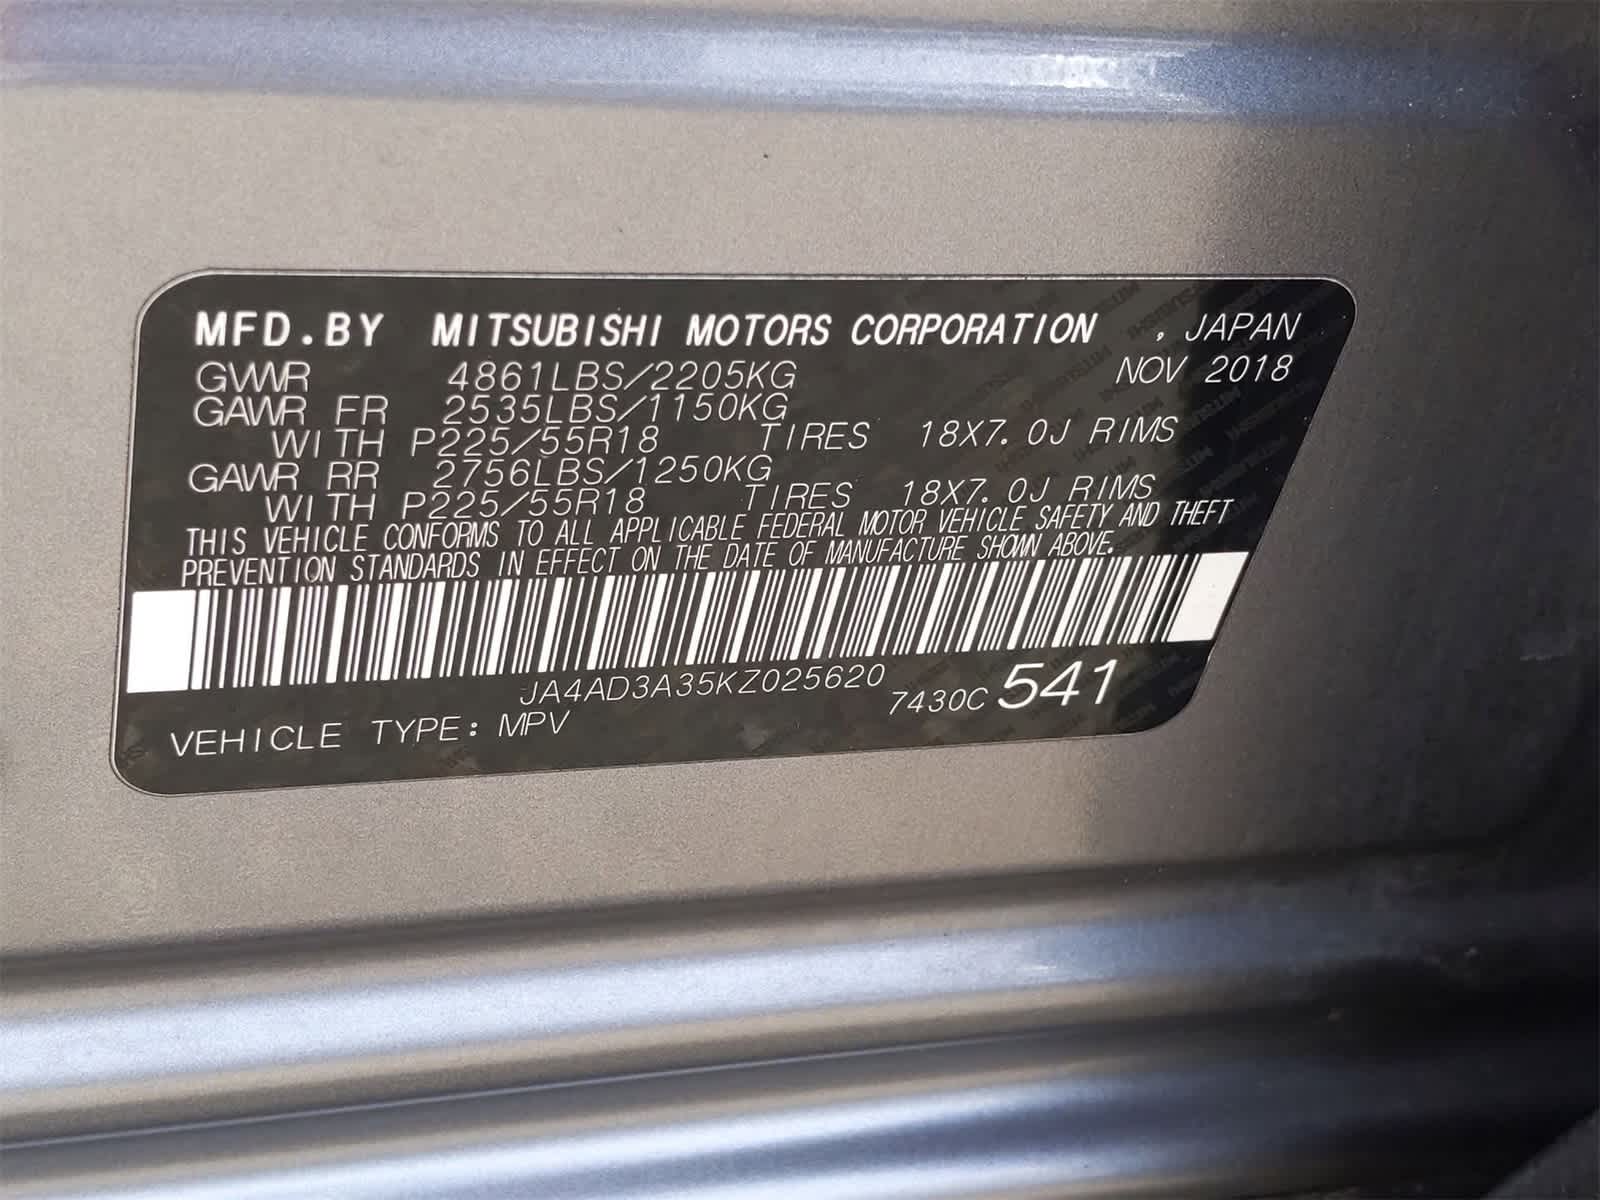 MFD.BY MITSUBISHI MOTORS CORPORATION , JAPAN
GVWR 4861LBS/2205KG NOV 2018
GAWR FR 2535LBS/1150KG
WITH P225/55R18 TIRES 18X7.0J RIMS
GAWR RR 2756LBS/1250KG
WITH P225/55R18 TIRES 18X7.0J RIMS
THIS VEHICLE CONFORMS TO ALL APPLICABLE FEDERAL MOTOR VEHICLE SAFETY AND THEFT
PREVENTION STANDARDS IN EFFECT ON THE DATE OF MANUFACTURE SHOWN ABOVE.
JA4AD3A35KZ025620
7430C 541
VEHICLE TYPE: MPV